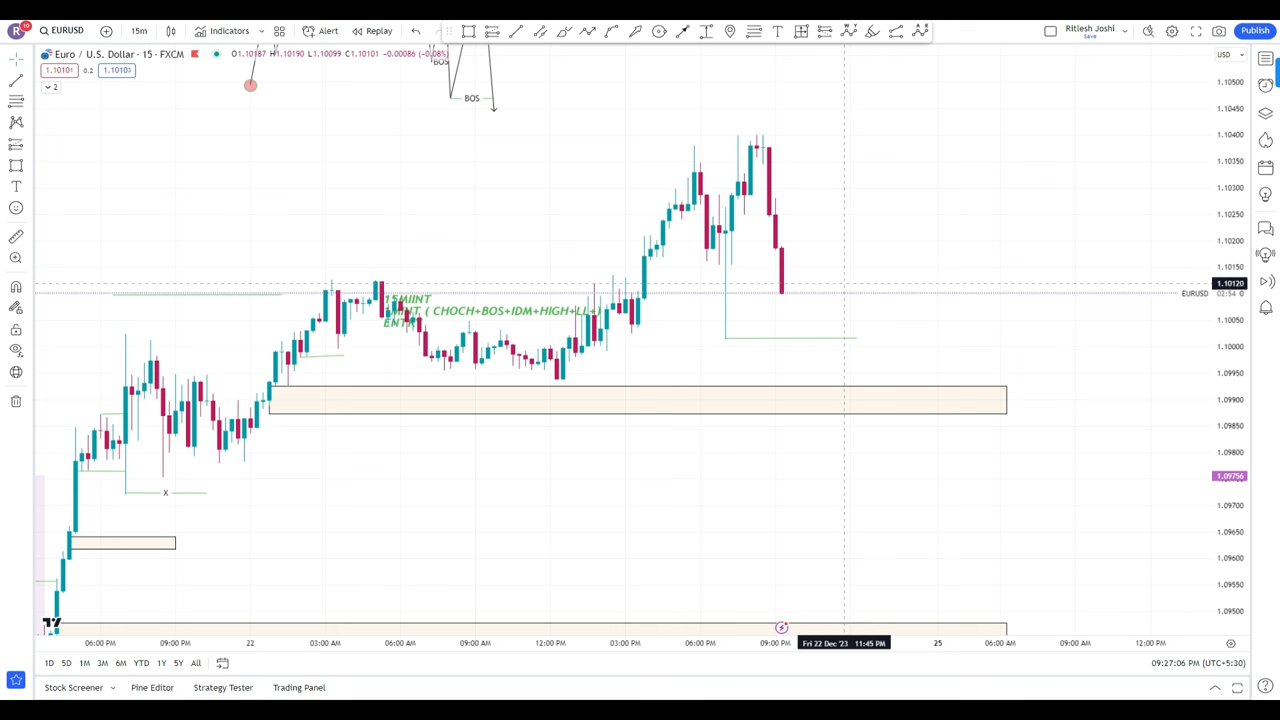 R 10 EURUSD 15m Indicators Alert Replay Ritesh Joshi Save Publish
Euro / U.S. Dollar · 15 · FXCM O1.10187 H1.10190 L1.10099 C1.10101 −0.00086 (−0.08%) USD
1.10101 0.2 1.10103
2
BOS
BOS
1.10500
1.10450
1.10400
1.10350
1.10300
1.10250
1.10200
1.10150
1.10120
EURUSD 02:54
15MIINT
( CHOCH+BOS+IDM+HIGH+LL+)
1.10050
1.10000
1.09950
1.09900
1.09850
1.09800
1.09756
X
1.09700
1.09650
1.09600
1.09550
1.09500
06:00 PM 09:00 PM 22 03:00 AM 06:00 AM 09:00 AM 12:00 PM 03:00 PM 06:00 PM 09:00 PM Fri 22 Dec '23 11:45 PM 25 06:00 AM 09:00 AM 12:00 PM
1D 5D 1M 3M 6M YTD 1Y 5Y All 09:27:06 PM (UTC+5:30)
Stock Screener Pine Editor Strategy Tester Trading Panel